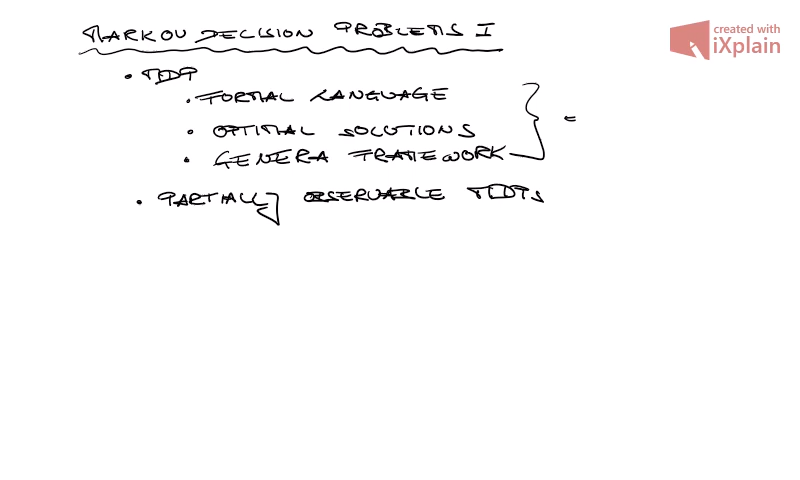 MARKOV DECISION PROBLEMS I
• MDP
• FORMAL LANGUAGE
• OPTIMAL SOLUTIONS
• GENERA FRAMEWORK
• PARTIALLY OBSERVABLE MDPs
created with
iXplain